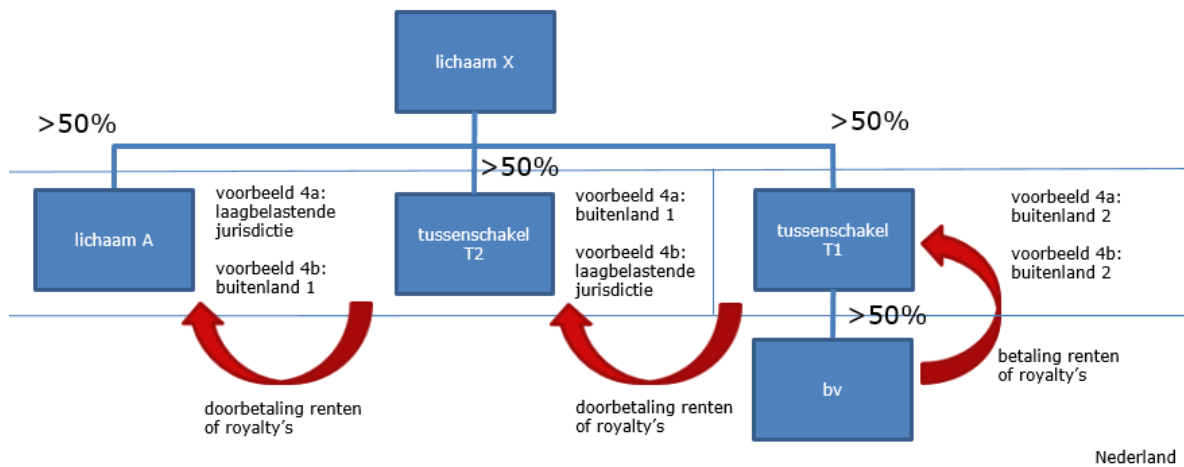 lichaam X
>50%
>50%
>50%
lichaam A
voorbeeld 4a:
laagbelastende
jurisdictie
voorbeeld 4b:
buitenland 1
tussenschakel
T2
voorbeeld 4a:
buitenland 1
voorbeeld 4b:
laagbelastende
jurisdictie
tussenschakel
T1
voorbeeld 4a:
buitenland 2
voorbeeld 4b:
buitenland 2
>50%
doorbetaling renten
of royalty's
doorbetaling renten
of royalty's
bv
betaling renten
of royalty's
Nederland